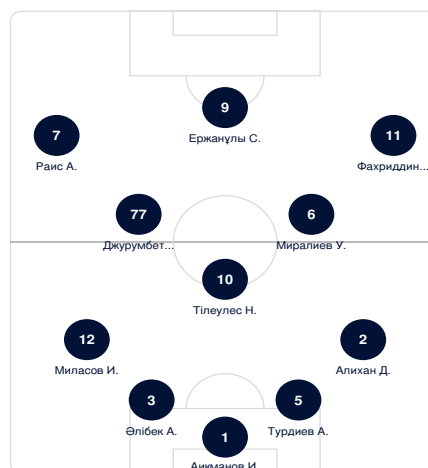 9
Ержанұлы С.
7
Раис А.
11
Фахриддин...
77
Джурумбет...
6
Миралиев У.
10
Тілеулес Н.
12
Миласов И.
2
Алихан Д.
3
Әлібек А.
5
Турдиев А.
1
Аикманов И.